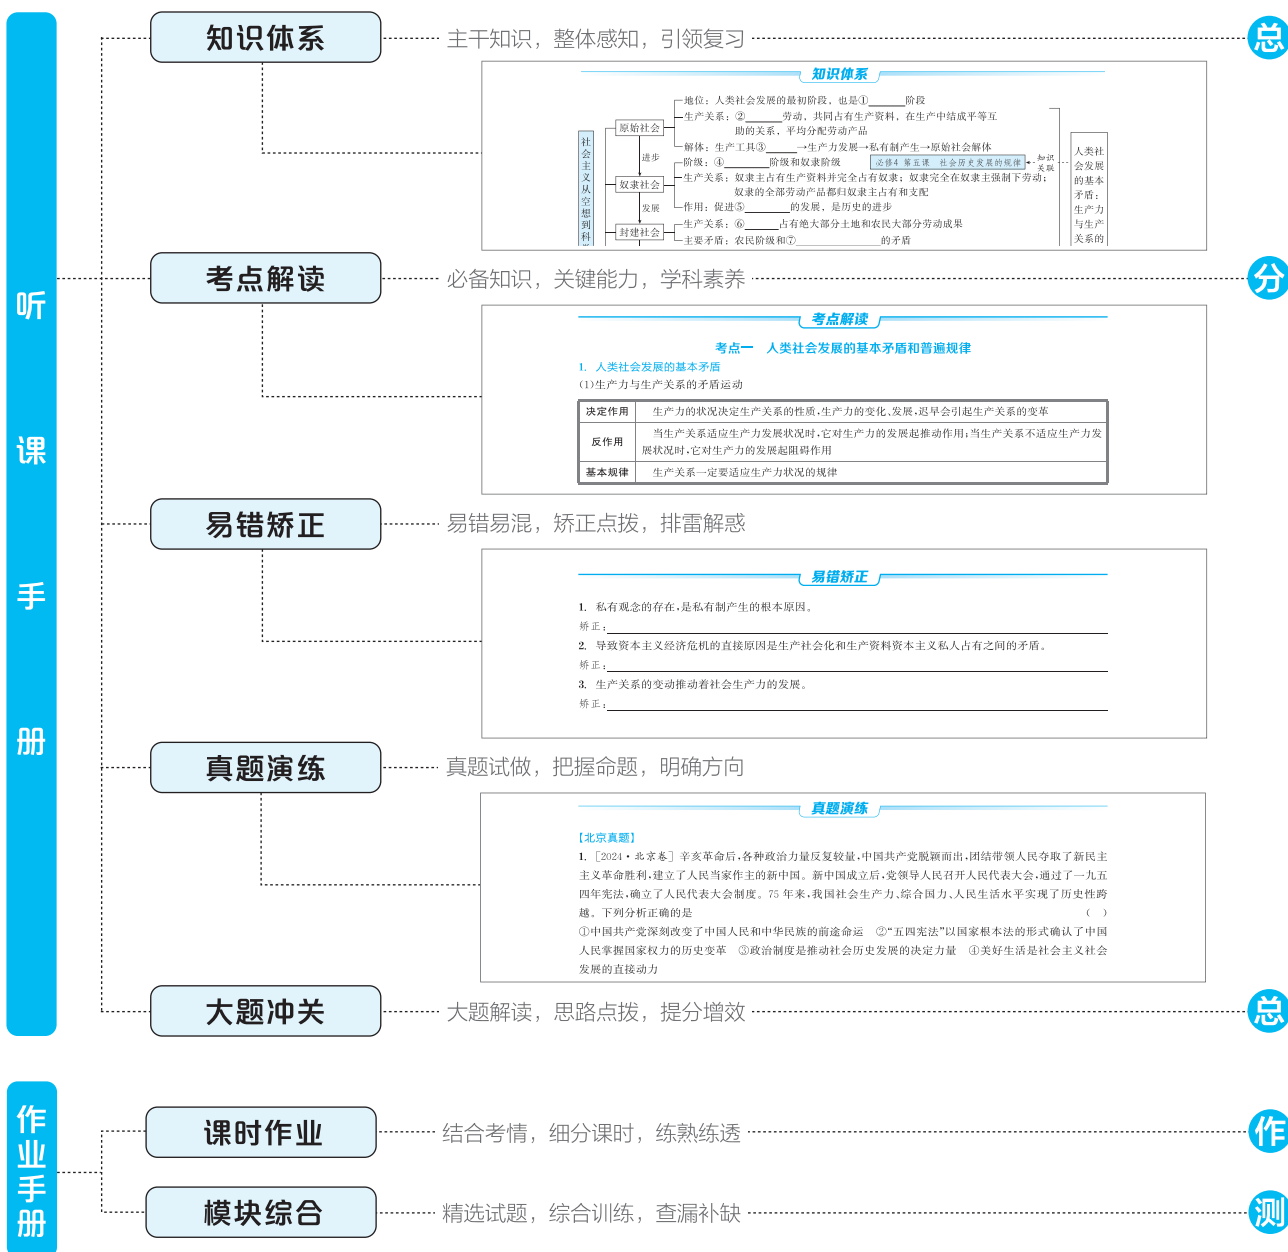 听课手册
知识体系
主干知识，整体感知，引领复习
总
知识体系
社会主义从空想到科
原始社会
地位：人类社会发展的最初阶段，也是①______阶段
生产关系：②______劳动，共同占有生产资料，在生产中结成平等互
助的关系，平均分配劳动产品
解体：生产工具③______→生产力发展→私有制产生→原始社会解体
进步
奴隶社会
阶级：④______阶级和奴隶阶级
必修4 第五课 社会历史发展的规律
知识
关联
生产关系：奴隶主占有生产资料并完全占有奴隶；奴隶完全在奴隶主强制下劳动；
奴隶的全部劳动产品都归奴隶主占有和支配
作用：促进⑤______的发展，是历史的进步
发展
封建社会
生产关系：⑥______占有绝大部分土地和农民大部分劳动成果
主要矛盾：农民阶级和⑦______的矛盾
人类社
会发展
的基本
矛盾：
生产力
与生产
关系的
考点解读
必备知识，关键能力，学科素养
分
考点解读
考点一 人类社会发展的基本矛盾和普遍规律
1. 人类社会发展的基本矛盾
(1)生产力与生产关系的矛盾运动
决定作用 生产力的状况决定生产关系的性质，生产力的变化、发展，迟早会引起生产关系的变革
反作用 当生产关系适应生产力发展状况时，它对生产力的发展起推动作用；当生产关系不适应生产力发
展状况时，它对生产力的发展起阻碍作用
基本规律 生产关系一定要适应生产力状况的规律
易错矫正
易错易混，矫正点拨，排雷解惑
易错矫正
1. 私有观念的存在，是私有制产生的根本原因。
矫正：
2. 导致资本主义经济危机的直接原因是生产社会化和生产资料资本主义私人占有之间的矛盾。
矫正：
3. 生产关系的变动推动着社会生产力的发展。
矫正：
真题演练
真题试做，把握命题，明确方向
真题演练
【北京真题】
1. [2024·北京卷] 辛亥革命后，各种政治力量反复较量，中国共产党脱颖而出，团结带领人民夺取了新民主
主义革命胜利，建立了人民当家作主的新中国。新中国成立后，党领导人民召开人民代表大会，通过了一九五
四年宪法，确立了人民代表大会制度。75 年来，我国社会生产力、综合国力、人民生活水平实现了历史性跨
越。下列分析正确的是 （ ）
①中国共产党深刻改变了中国人民和中华民族的前途命运 ②“五四宪法”以国家根本法的形式确认了中国
人民掌握国家权力的历史变革 ③政治制度是推动社会历史发展的决定力量 ④美好生活是社会主义社会
发展的直接动力
大题冲关
大题解读，思路点拨，提分增效
总
作业手册
课时作业
结合考情，细分课时，练熟练透
作
模块综合
精选试题，综合训练，查漏补缺
测